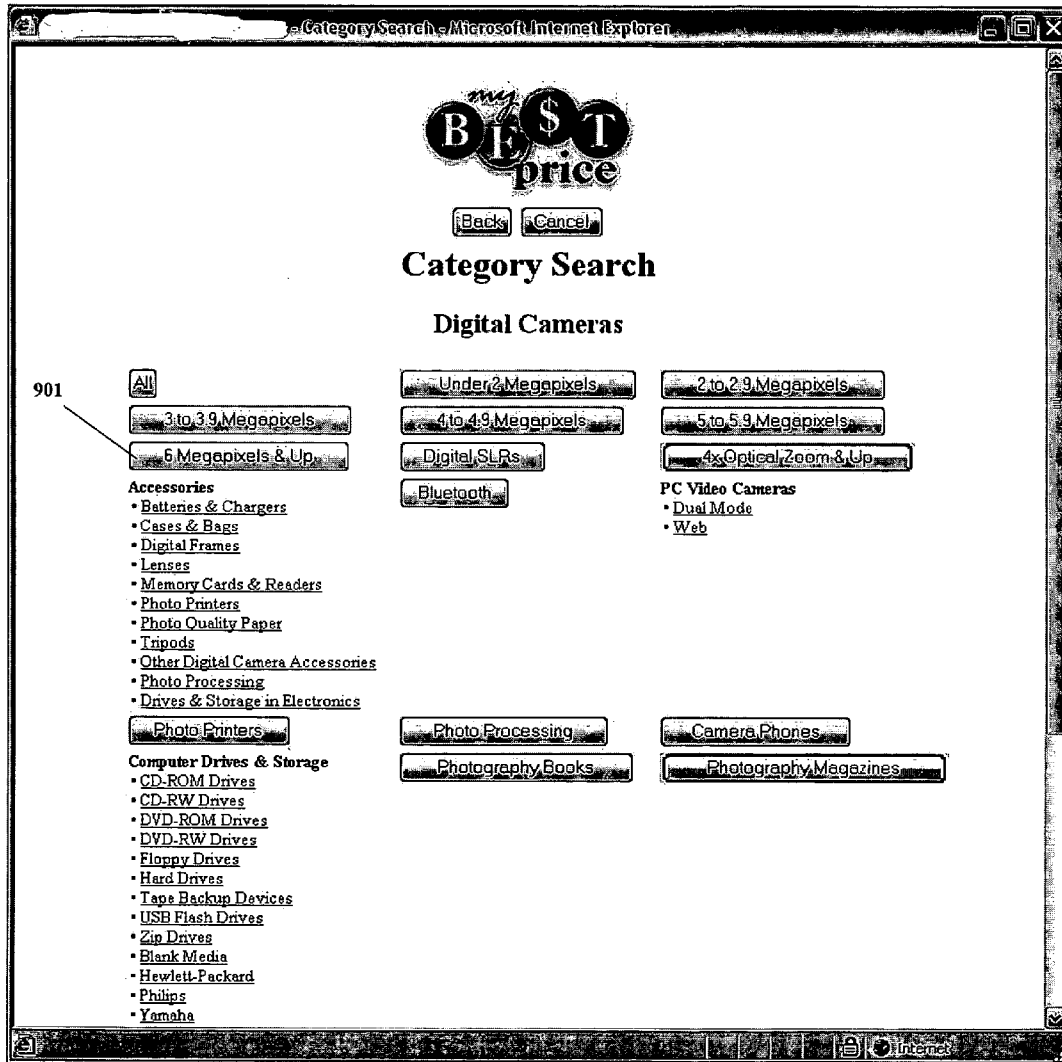 - Category Search - Microsoft Internet Explorer
my
BE$T
price
Back Cancel
Category Search
Digital Cameras
901
All Under 2 Megapixels 2 to 2.9 Megapixels
3 to 3.9 Megapixels 4 to 4.9 Megapixels 5 to 5.9 Megapixels
6 Megapixels & Up Digital SLRs 4x Optical Zoom & Up
Accessories Bluetooth PC Video Cameras
• Batteries & Chargers • Dual Mode
• Cases & Bags • Web
• Digital Frames
• Lenses
• Memory Cards & Readers
• Photo Printers
• Photo Quality Paper
• Tripods
• Other Digital Camera Accessories
• Photo Processing
• Drives & Storage in Electronics
Photo Printers Photo Processing Camera Phones
Computer Drives & Storage Photography Books Photography Magazines
• CD-ROM Drives
• CD-RW Drives
• DVD-ROM Drives
• DVD-RW Drives
• Floppy Drives
• Hard Drives
• Tape Backup Devices
• USB Flash Drives
• Zip Drives
• Blank Media
• Hewlett-Packard
• Philips
• Yamaha
Internet